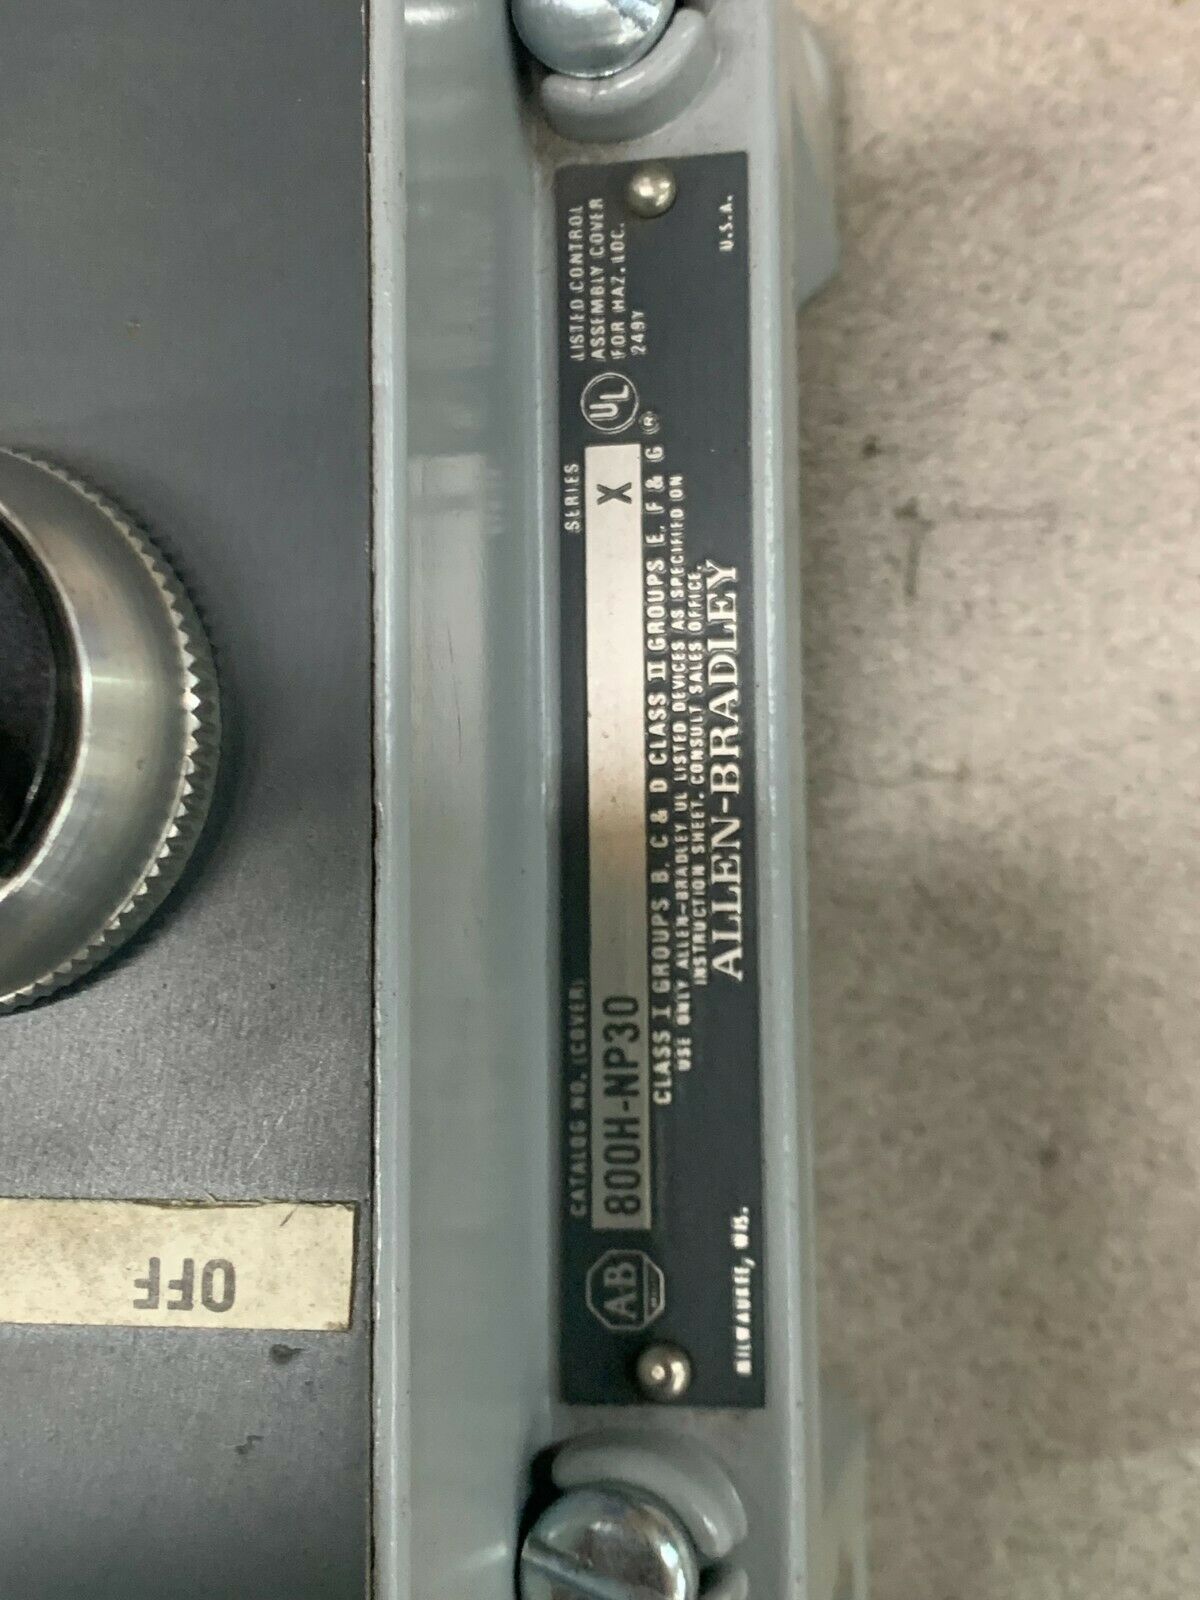 CATALOG NO. (COVER) SERIES
800H-NP30 X
A-B
UL
LISTED CONTROL
ASSEMBLY COVER
FOR HAZ. LOC.
249Y
CLASS I GROUPS B, C & D CLASS II GROUPS E, F & G ®
USE ONLY ALLEN-BRADLEY UL LISTED DEVICES AS SPECIFIED ON
INSTRUCTION SHEET. CONSULT SALES OFFICE.
MILWAUKEE, WIS. ALLEN-BRADLEY U.S.A.
OFF